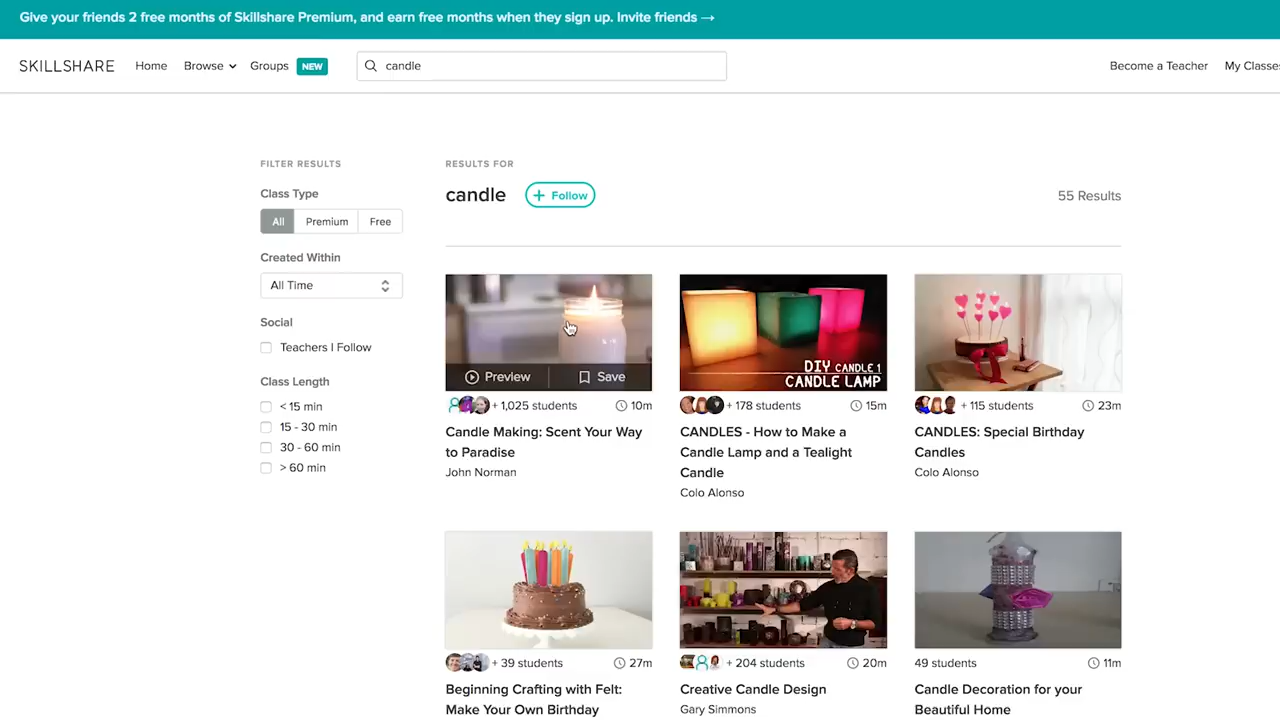 Give your friends 2 free months of Skillshare Premium, and earn free months when they sign up. Invite friends →
SKILLSHARE Home Browse Groups NEW candle Become a Teacher My Classes
FILTER RESULTS
Class Type
All Premium Free
Created Within
All Time
Social
Teachers I Follow
Class Length
< 15 min
15 - 30 min
30 - 60 min
> 60 min
RESULTS FOR
candle + Follow 55 Results
Preview Save
+ 1,025 students 10m
Candle Making: Scent Your Way
to Paradise
John Norman
DIY CANDLE 1
CANDLE LAMP
+ 178 students 15m
CANDLES - How to Make a
Candle Lamp and a Tealight
Candle
Colo Alonso
+ 115 students 23m
CANDLES: Special Birthday
Candles
Colo Alonso
+ 39 students 27m
Beginning Crafting with Felt:
Make Your Own Birthday
+ 204 students 20m
Creative Candle Design
Gary Simmons
49 students 11m
Candle Decoration for your
Beautiful Home